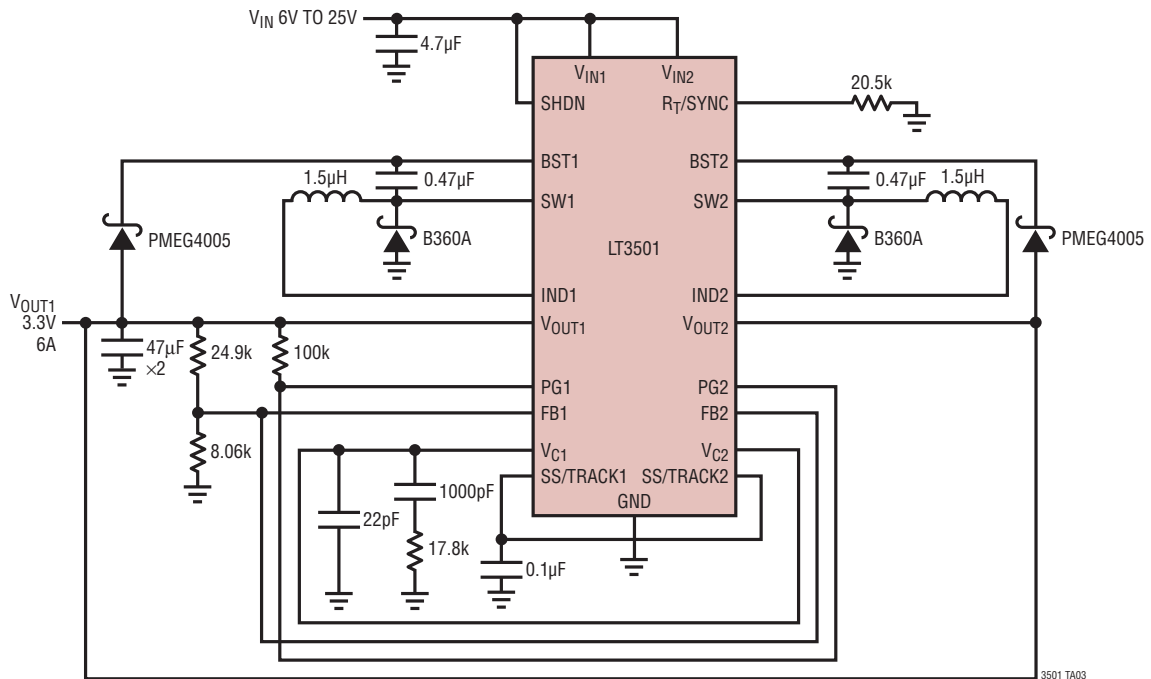 VIN 6V TO 25V
4.7µF
VIN1
VIN2
SHDN
RT/SYNC
20.5k
BST1
BST2
1.5µH
0.47µF
0.47µF
1.5µH
SW1
SW2
PMEG4005
B360A
LT3501
B360A
PMEG4005
IND1
IND2
VOUT1
3.3V
6A
VOUT1
VOUT2
47µF
×2
24.9k
100k
PG1
PG2
FB1
FB2
8.06k
VC1
VC2
SS/TRACK1
SS/TRACK2
1000pF
GND
22pF
17.8k
0.1µF
3501 TA03